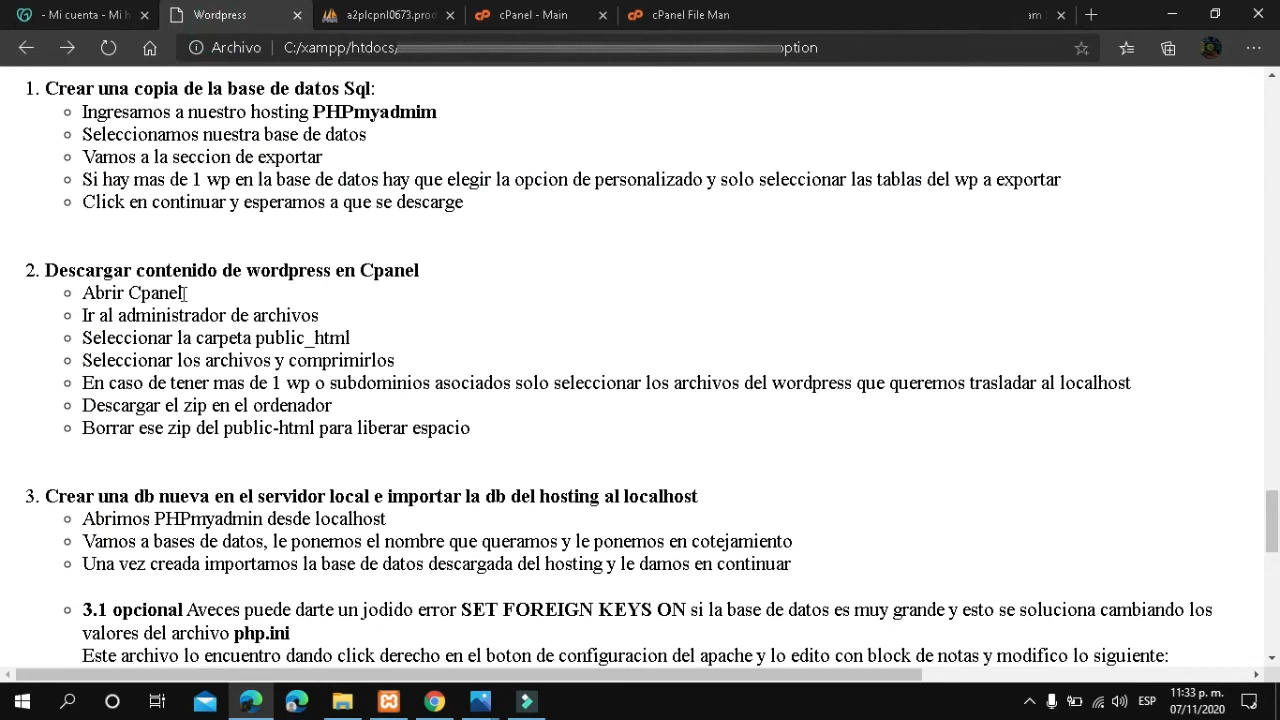 - Mi cuenta - Mi h
Wordpress
a2plcpnl0673.prod
cPanel - Main
cPanel File Man
am
Archivo
C:/xampp/htdocs/
option
1. Crear una copia de la base de datos Sql:
Ingresamos a nuestro hosting PHPmyadmim
Seleccionamos nuestra base de datos
Vamos a la seccion de exportar
Si hay mas de 1 wp en la base de datos hay que elegir la opcion de personalizado y solo seleccionar las tablas del wp a exportar
Click en continuar y esperamos a que se descarge
2. Descargar contenido de wordpress en Cpanel
Abrir Cpanel
Ir al administrador de archivos
Seleccionar la carpeta public_html
Seleccionar los archivos y comprimirlos
En caso de tener mas de 1 wp o subdominios asociados solo seleccionar los archivos del wordpress que queremos trasladar al localhost
Descargar el zip en el ordenador
Borrar ese zip del public-html para liberar espacio
3. Crear una db nueva en el servidor local e importar la db del hosting al localhost
Abrimos PHPmyadmin desde localhost
Vamos a bases de datos, le ponemos el nombre que queramos y le ponemos en cotejamiento
Una vez creada importamos la base de datos descargada del hosting y le damos en continuar
3.1 opcional Aveces puede darte un jodido error SET FOREIGN KEYS ON si la base de datos es muy grande y esto se soluciona cambiando los
valores del archivo php.ini
Este archivo lo encuentro dando click derecho en el boton de configuracion del apache y lo edito con block de notas y modifico lo siguiente:
ESP
11:33 p. m.
07/11/2020